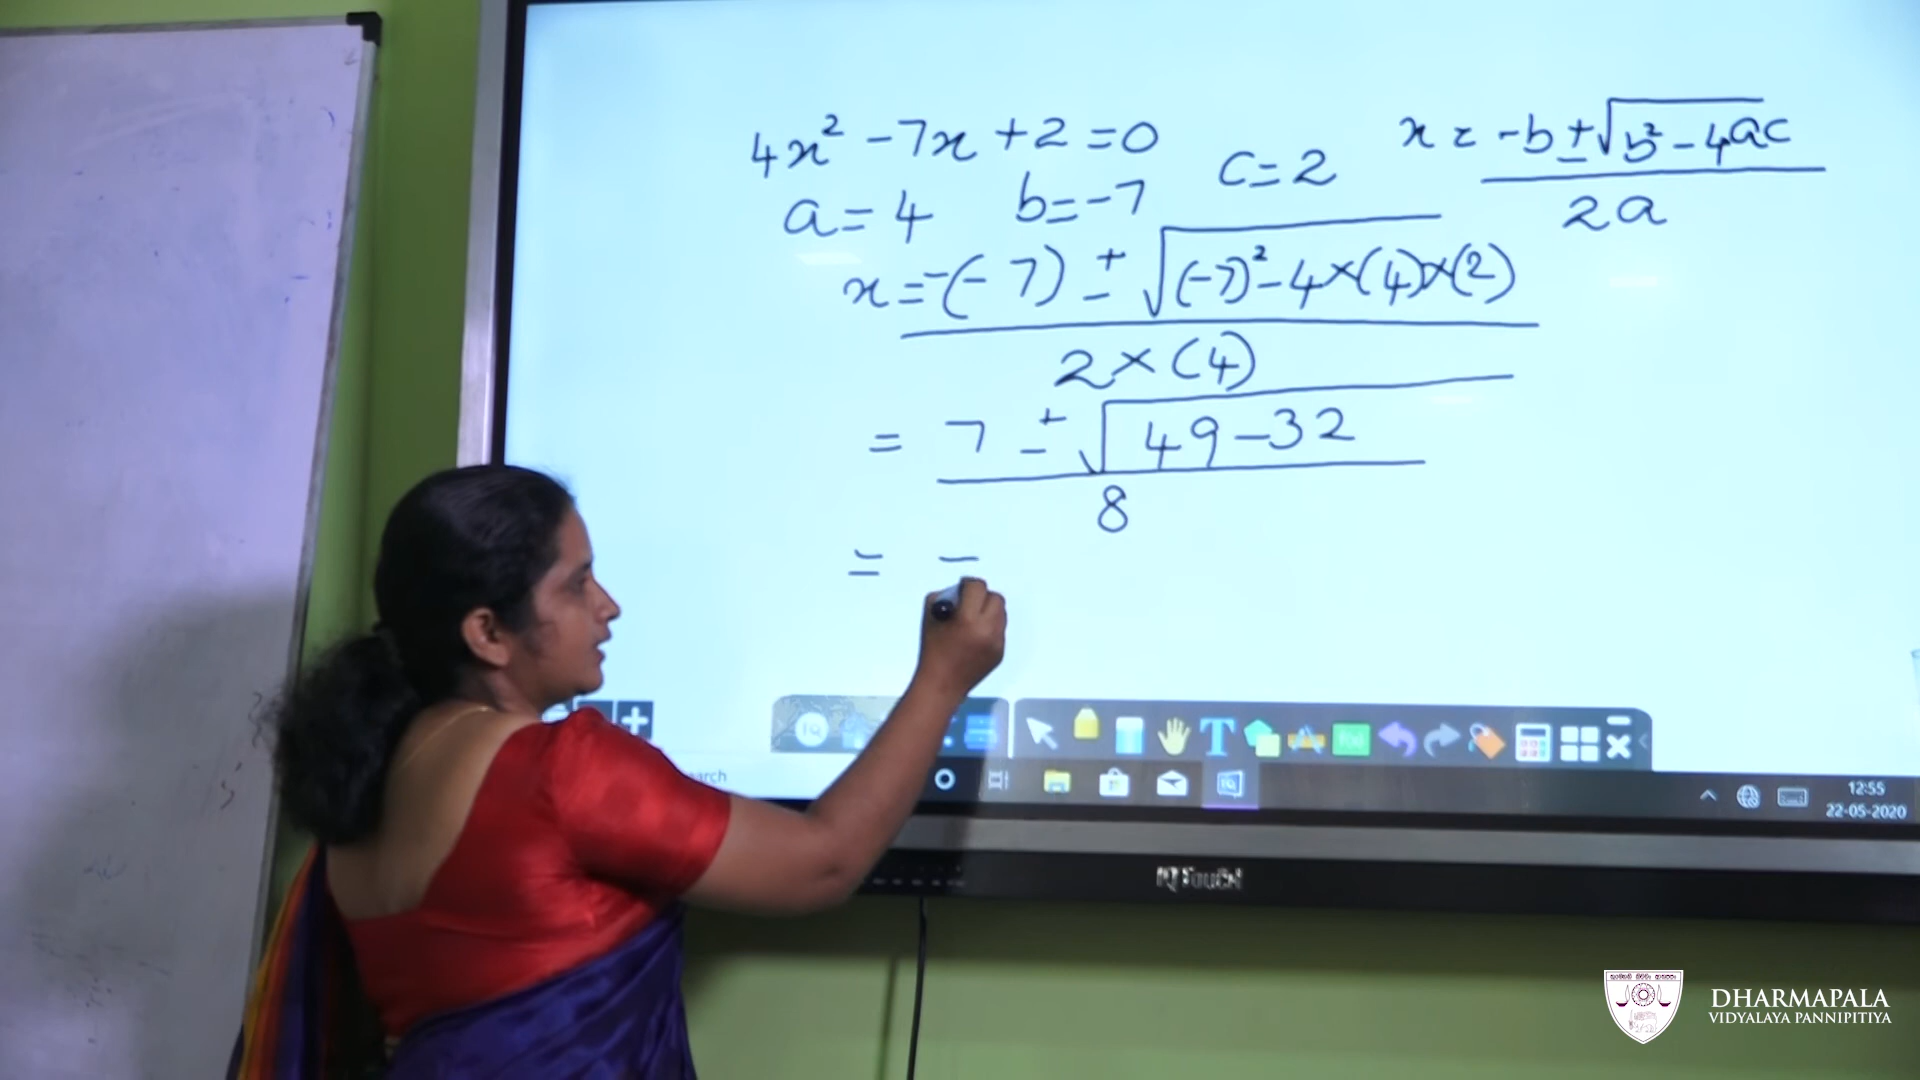 4x² - 7x + 2 = 0
a = 4 b = -7 c = 2
x = -b ± √b² - 4ac
2a
x = -(-7) ± √(-7)² - 4×(4)×(2)
2 × (4)
= 7 ± √49 - 32
8
=
12:55
22-05-2020
IQTouch
DHARMAPALA
VIDYALAYA PANNIPITIYA